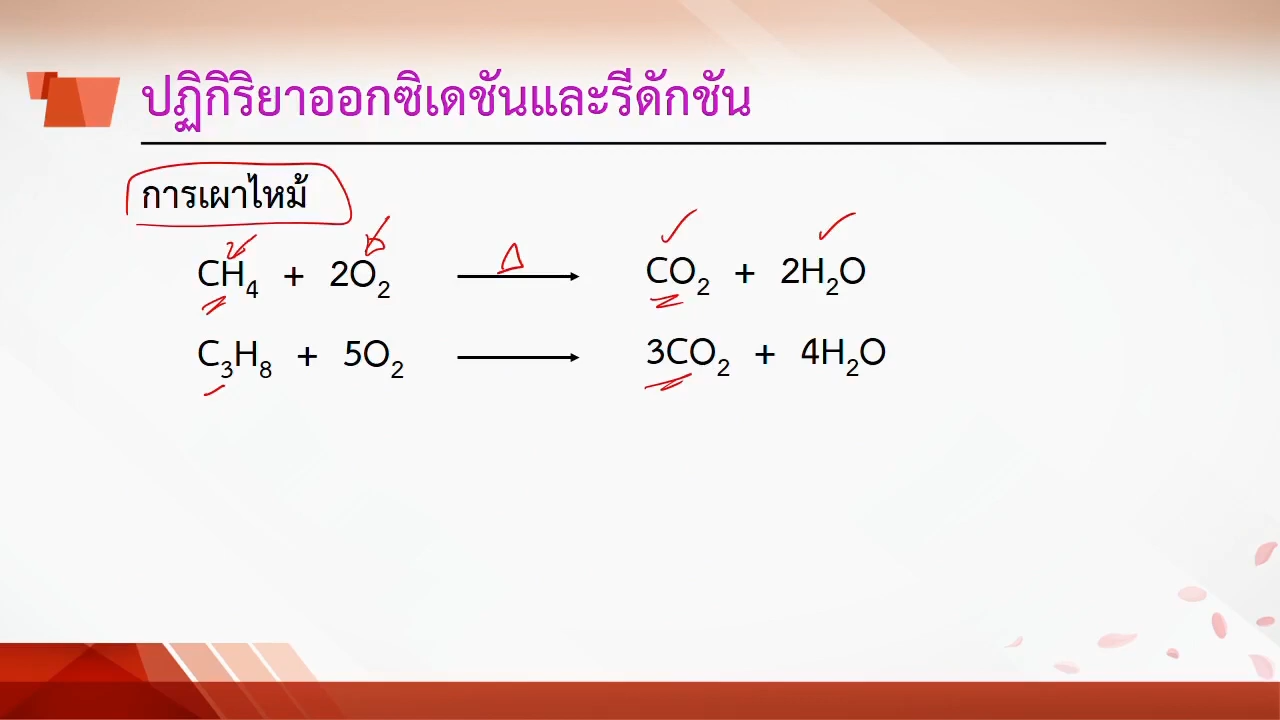 ปฏิกิริยาออกซิเดชันและรีดักชัน
การเผาไหม้
CH₄ + 2O₂ ⟶ Δ CO₂ + 2H₂O
C₃H₈ + 5O₂ ⟶ 3CO₂ + 4H₂O